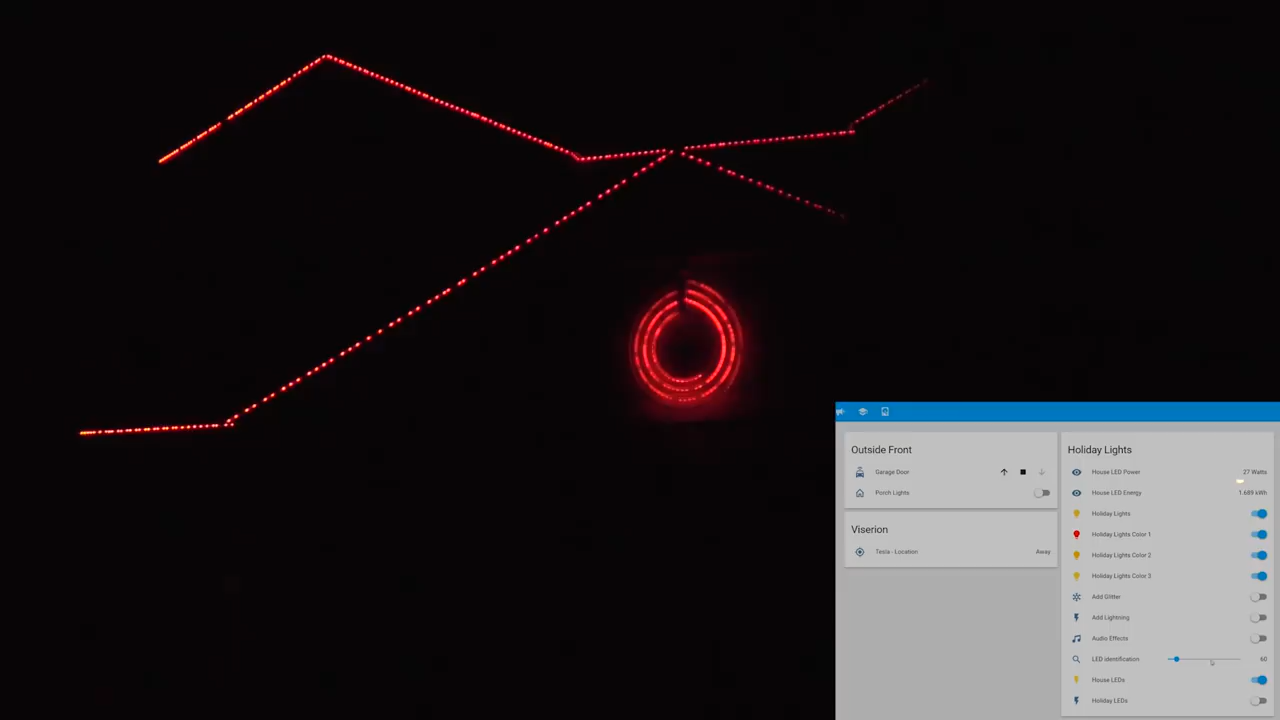 Outside Front
Garage Door
Porch Lights
Viserion
Tesla - Location Away
Holiday Lights
House LED Power 27 Watts
House LED Energy 1.689 kWh
Holiday Lights
Holiday Lights Color 1
Holiday Lights Color 2
Holiday Lights Color 3
Add Glitter
Add Lightning
Audio Effects
LED identification 60
House LEDs
Holiday LEDs